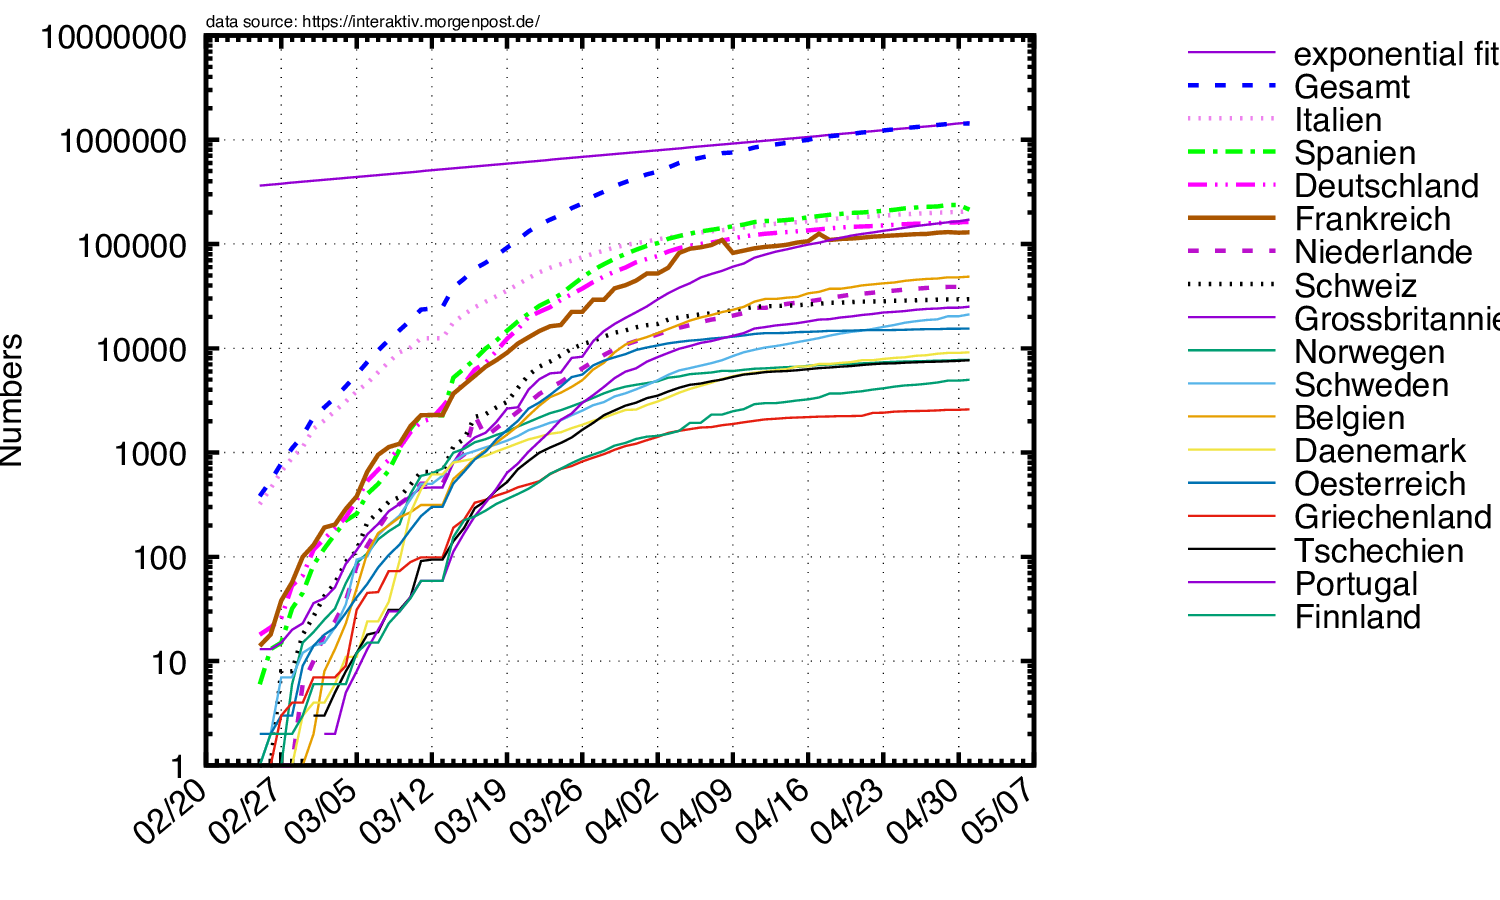 data source: https://interaktiv.morgenpost.de/
10000000
1000000
100000
10000
1000
100
10
1
Numbers
02/20
02/27
03/05
03/12
03/19
03/26
04/02
04/09
04/16
04/23
04/30
05/07
exponential fit
Gesamt
Italien
Spanien
Deutschland
Frankreich
Niederlande
Schweiz
Grossbritannie
Norwegen
Schweden
Belgien
Daenemark
Oesterreich
Griechenland
Tschechien
Portugal
Finnland